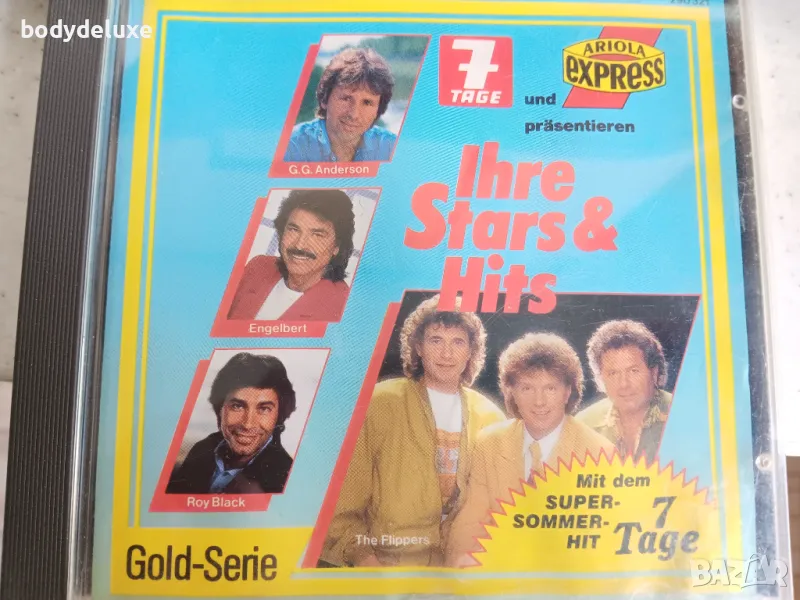 bodydeluxe
7
TAGE
und
ARIOLA
EXPRESS
präsentieren
G.G. Anderson
Ihre
Stars &
Hits
Engelbert
Roy Black
The Flippers
Mit dem
SUPER-
SOMMER-
HIT
7
Tage
Gold-Serie
BAZAR